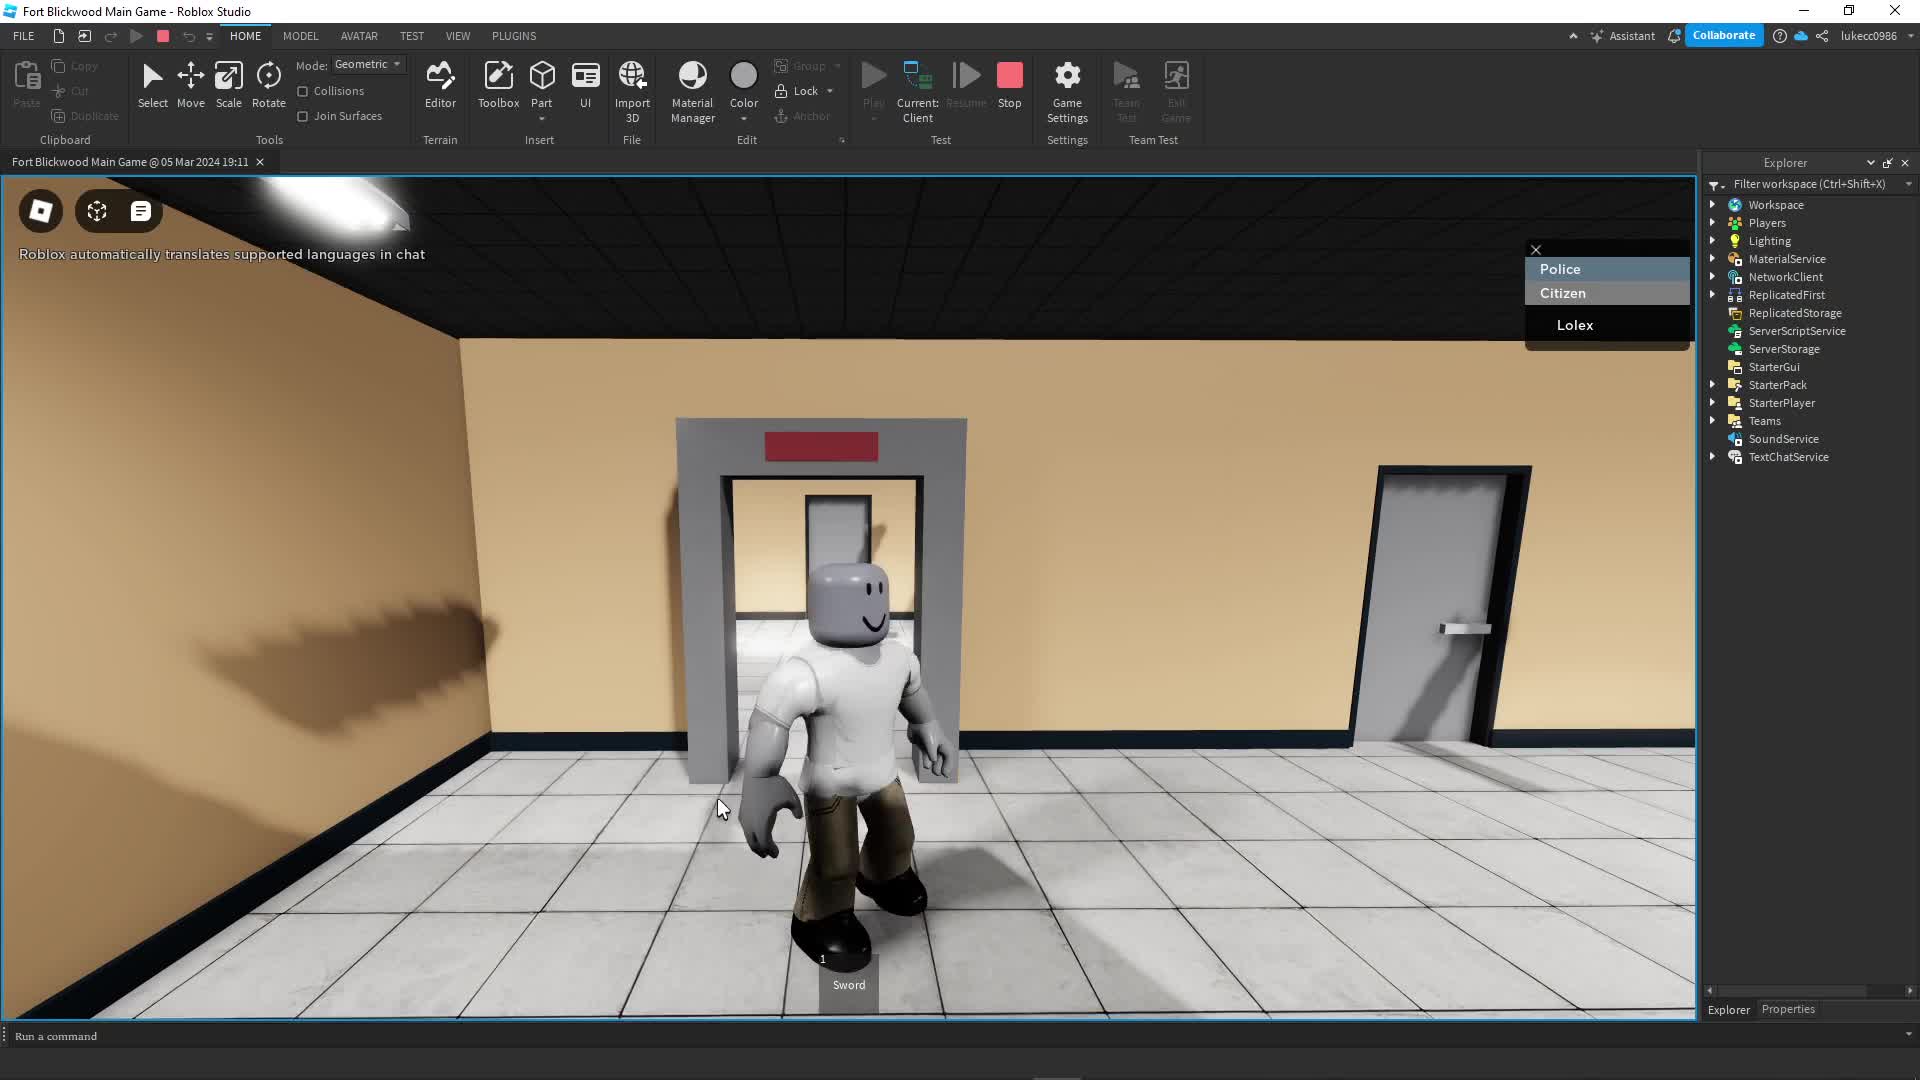 Fort Blickwood Main Game - Roblox Studio
FILE HOME MODEL AVATAR TEST VIEW PLUGINS
Assistant Collaborate lukecc0986
Paste Copy Cut Duplicate
Clipboard
Select Move Scale Rotate
Mode: Geometric
Collisions
Join Surfaces
Tools
Editor
Terrain
Toolbox Part UI
Insert
Import 3D
File
Material Manager Color
Group
Lock
Anchor
Edit
Play Current: Client Resume Stop
Test
Game Settings
Settings
Team Test Exit Game
Team Test
Fort Blickwood Main Game @ 05 Mar 2024 19:11
Roblox automatically translates supported languages in chat
Police
Citizen
Lolex
1
Sword
Explorer
Filter workspace (Ctrl+Shift+X)
Workspace
Players
Lighting
MaterialService
NetworkClient
ReplicatedFirst
ReplicatedStorage
ServerScriptService
ServerStorage
StarterGui
StarterPack
StarterPlayer
Teams
SoundService
TextChatService
Explorer Properties
Run a command